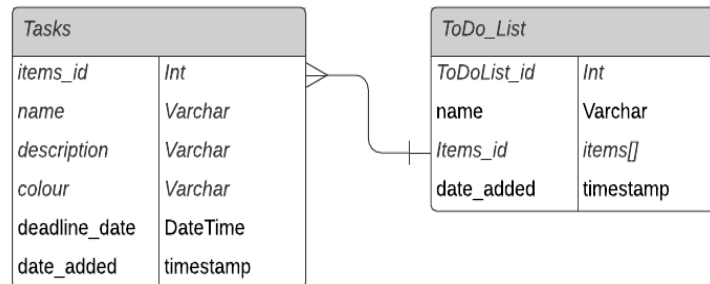 Tasks
items_id Int
name Varchar
description Varchar
colour Varchar
deadline_date DateTime
date_added timestamp
ToDo_List
ToDoList_id Int
name Varchar
Items_id items[]
date_added timestamp